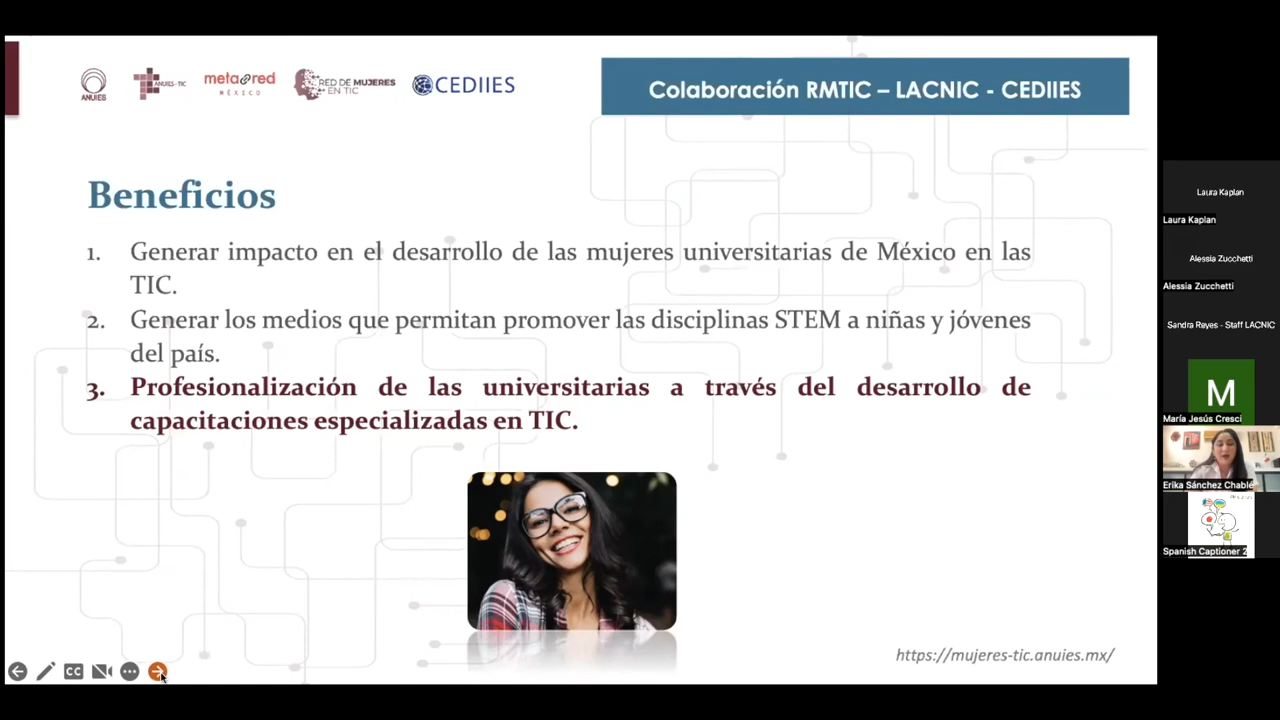 ANUIES
ANUIES - TIC
metared
MÉXICO
RED DE MUJERES
EN TIC
CEDIIES
Colaboración RMTIC – LACNIC - CEDIIES
Beneficios
1. Generar impacto en el desarrollo de las mujeres universitarias de México en las
TIC.
2. Generar los medios que permitan promover las disciplinas STEM a niñas y jóvenes
del país.
3. Profesionalización de las universitarias a través del desarrollo de
capacitaciones especializadas en TIC.
https://mujeres-tic.anuies.mx/
CC
Laura Kaplan
Laura Kaplan
Alessia Zucchetti
Alessia Zucchetti
Sandra Reyes - Staff LACNIC
M
María Jesús Cresci
Erika Sánchez Chablé
Spanish Captioner 2